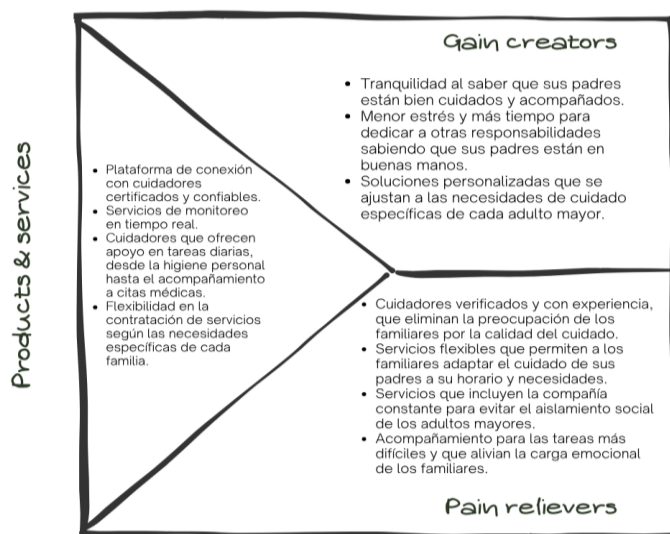 Products & services
• Plataforma de conexión
con cuidadores
certificados y confiables.
• Servicios de monitoreo
en tiempo real.
• Cuidadores que ofrecen
apoyo en tareas diarias,
desde la higiene personal
hasta el acompañamiento
a citas médicas.
• Flexibilidad en la
contratación de servicios
según las necesidades
específicas de cada
familia.
Gain creators
• Tranquilidad al saber que sus padres
están bien cuidados y acompañados.
• Menor estrés y más tiempo para
dedicar a otras responsabilidades
sabiendo que sus padres están en
buenas manos.
• Soluciones personalizadas que se
ajustan a las necesidades de cuidado
específicas de cada adulto mayor.
• Cuidadores verificados y con experiencia,
que eliminan la preocupación de los
familiares por la calidad del cuidado.
• Servicios flexibles que permiten a los
familiares adaptar el cuidado de sus
padres a su horario y necesidades.
• Servicios que incluyen la compañía
constante para evitar el aislamiento social
de los adultos mayores.
• Acompañamiento para las tareas más
difíciles y que alivian la carga emocional
de los familiares.
Pain relievers